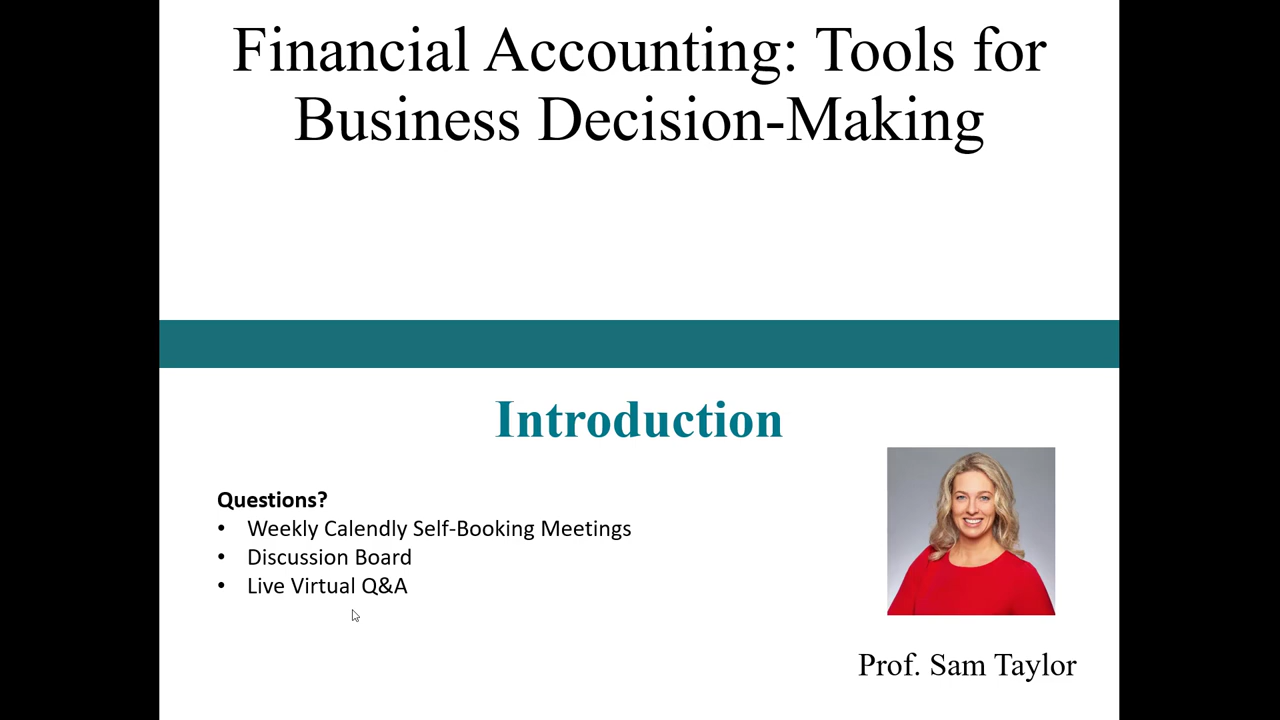 Financial Accounting: Tools for
Business Decision-Making
Introduction
Questions?
• Weekly Calendly Self-Booking Meetings
• Discussion Board
• Live Virtual Q&A
Prof. Sam Taylor